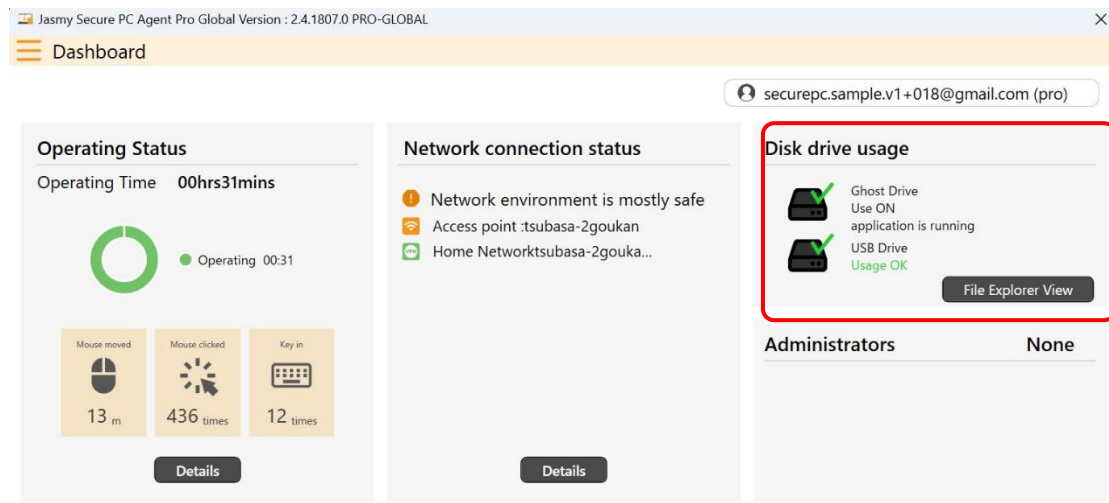 Jasmy Secure PC Agent Pro Global Version : 2.4.1807.0 PRO-GLOBAL
Dashboard
securepc.sample.v1+018@gmail.com (pro)
Operating Status
Operating Time 00hrs31mins
Operating 00:31
Mouse moved
13 m
Mouse clicked
436 times
Key in
12 times
Details
Network connection status
Network environment is mostly safe
Access point :tsubasa-2goukan
VPN
Home Networktsubasa-2gouka...
Details
Disk drive usage
Ghost Drive
Use ON
application is running
USB Drive
Usage OK
File Explorer View
Administrators None